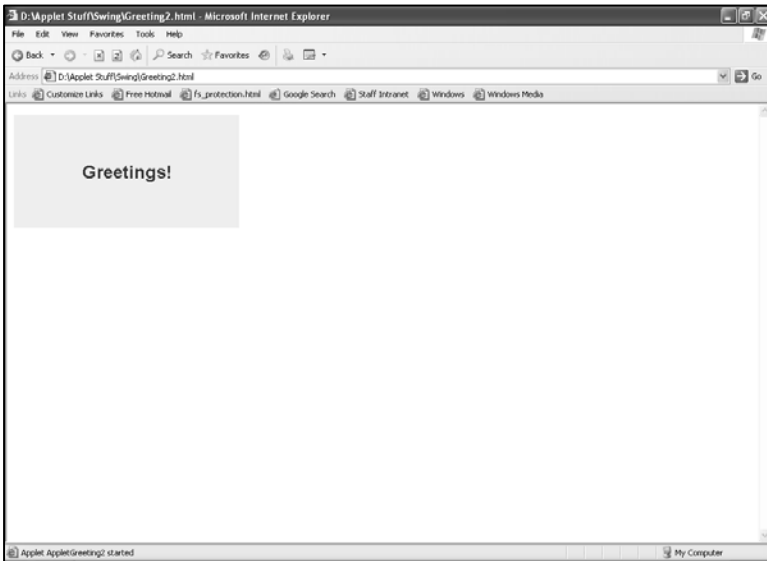 D:\Applet Stuff\Swing\Greeting2.html - Microsoft Internet Explorer
File Edit View Favorites Tools Help
Back Search Favorites
Address D:\Applet Stuff\Swing\Greeting2.html Go
Links Customize Links Free Hotmail fs_protection.html Google Search Staff Intranet Windows Windows Media
Greetings!
Applet AppletGreeting2 started My Computer